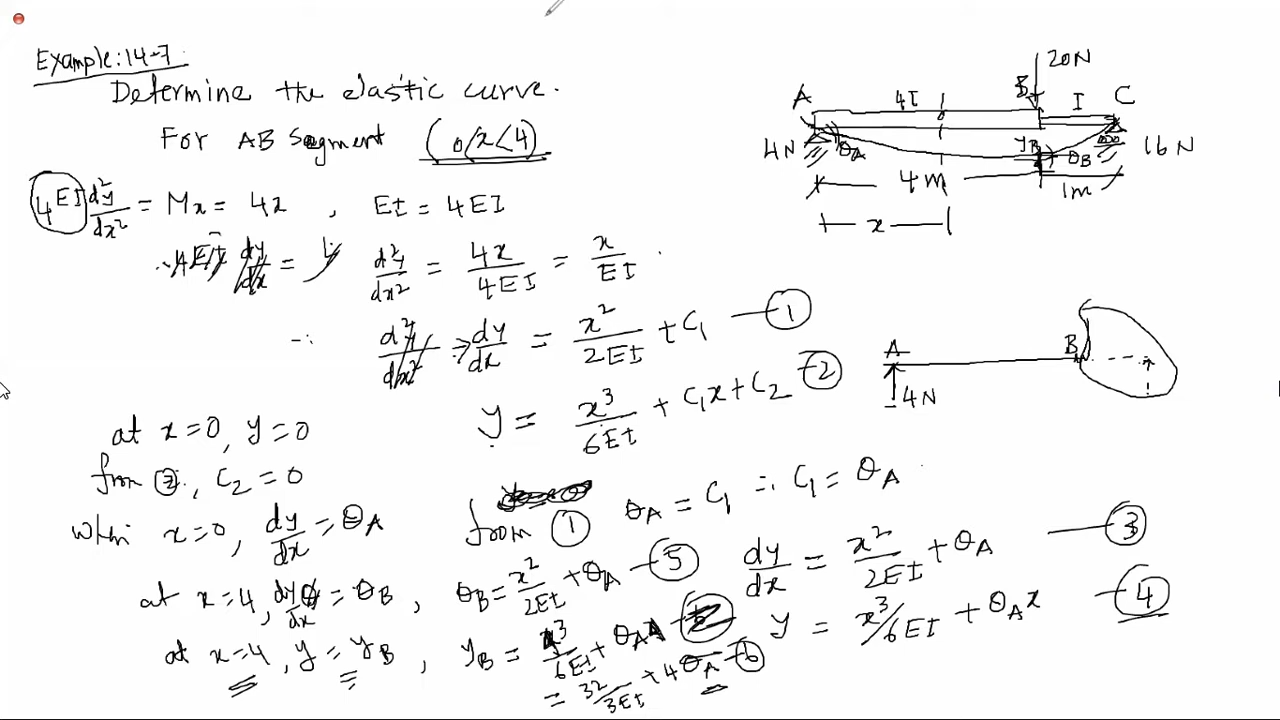 Example: 14-7
Determine the elastic curve.
For AB Segment (0/x<4)
4EI d²y/dx² = Mx = 4x , EI = 4EI
d²y/dx² = 4x/4EI = x/EI
∴ dy/dx = x²/2EI + C₁ — ①
y = x³/6EI + C₁x + C₂ — ②
at x=0, y=0
from ②, C₂ = 0
When x=0, dy/dx = θA
from ① θA = C₁ ∴ C₁ = θA
dy/dx = x²/2EI + θA — ③
y = x³/6EI + θA x — ④
at x=4, dy/dx = θB , θB = x²/2EI + θA — ⑤
at x=4, y = yB , yB = x³/6EI + θA
= 32/3EI + 4θA — ⑥
20N
A 4I B I C
4N θA yB θB 16N
4m 1m
x
A B
4N